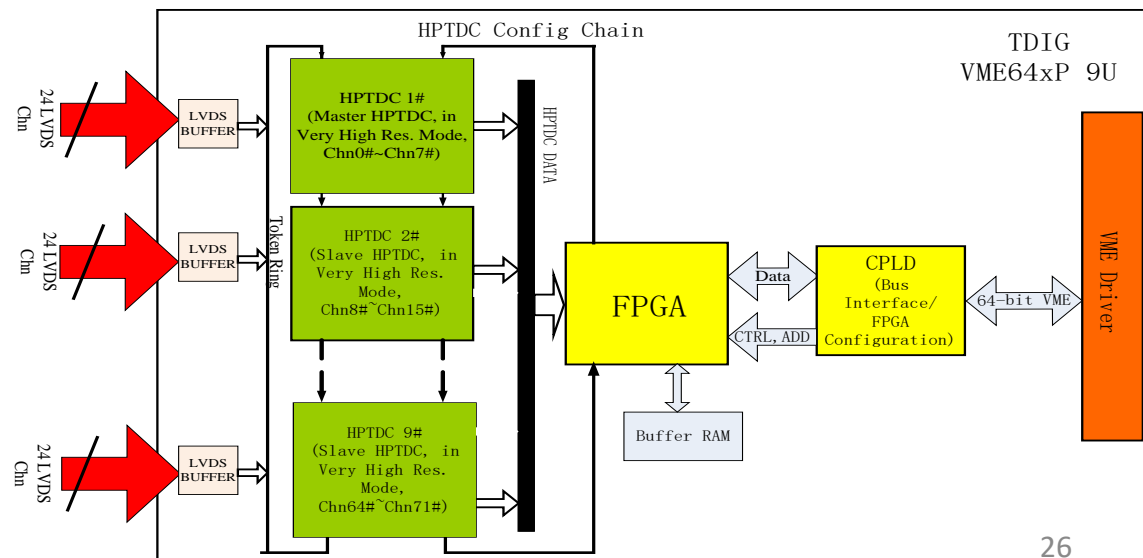 HPTDC Config Chain
TDIG
VME64xP 9U
24 LVDS
Chn
LVDS
BUFFER
HPTDC 1#
(Master HPTDC, in
Very High Res. Mode,
Chn0#~Chn7#)
HPTDC DATA
24 LVDS
Chn
LVDS
BUFFER
Token Ring
HPTDC 2#
(Slave HPTDC, in
Very High Res.
Mode,
Chn8#~Chn15#)
FPGA
Data
CTRL, ADD
CPLD
(Bus
Interface/
FPGA
Configuration)
64-bit VME
VME Driver
Buffer RAM
24 LVDS
Chn
LVDS
BUFFER
HPTDC 9#
(Slave HPTDC, in
Very High Res.
Mode,
Chn64#~Chn71#)
26